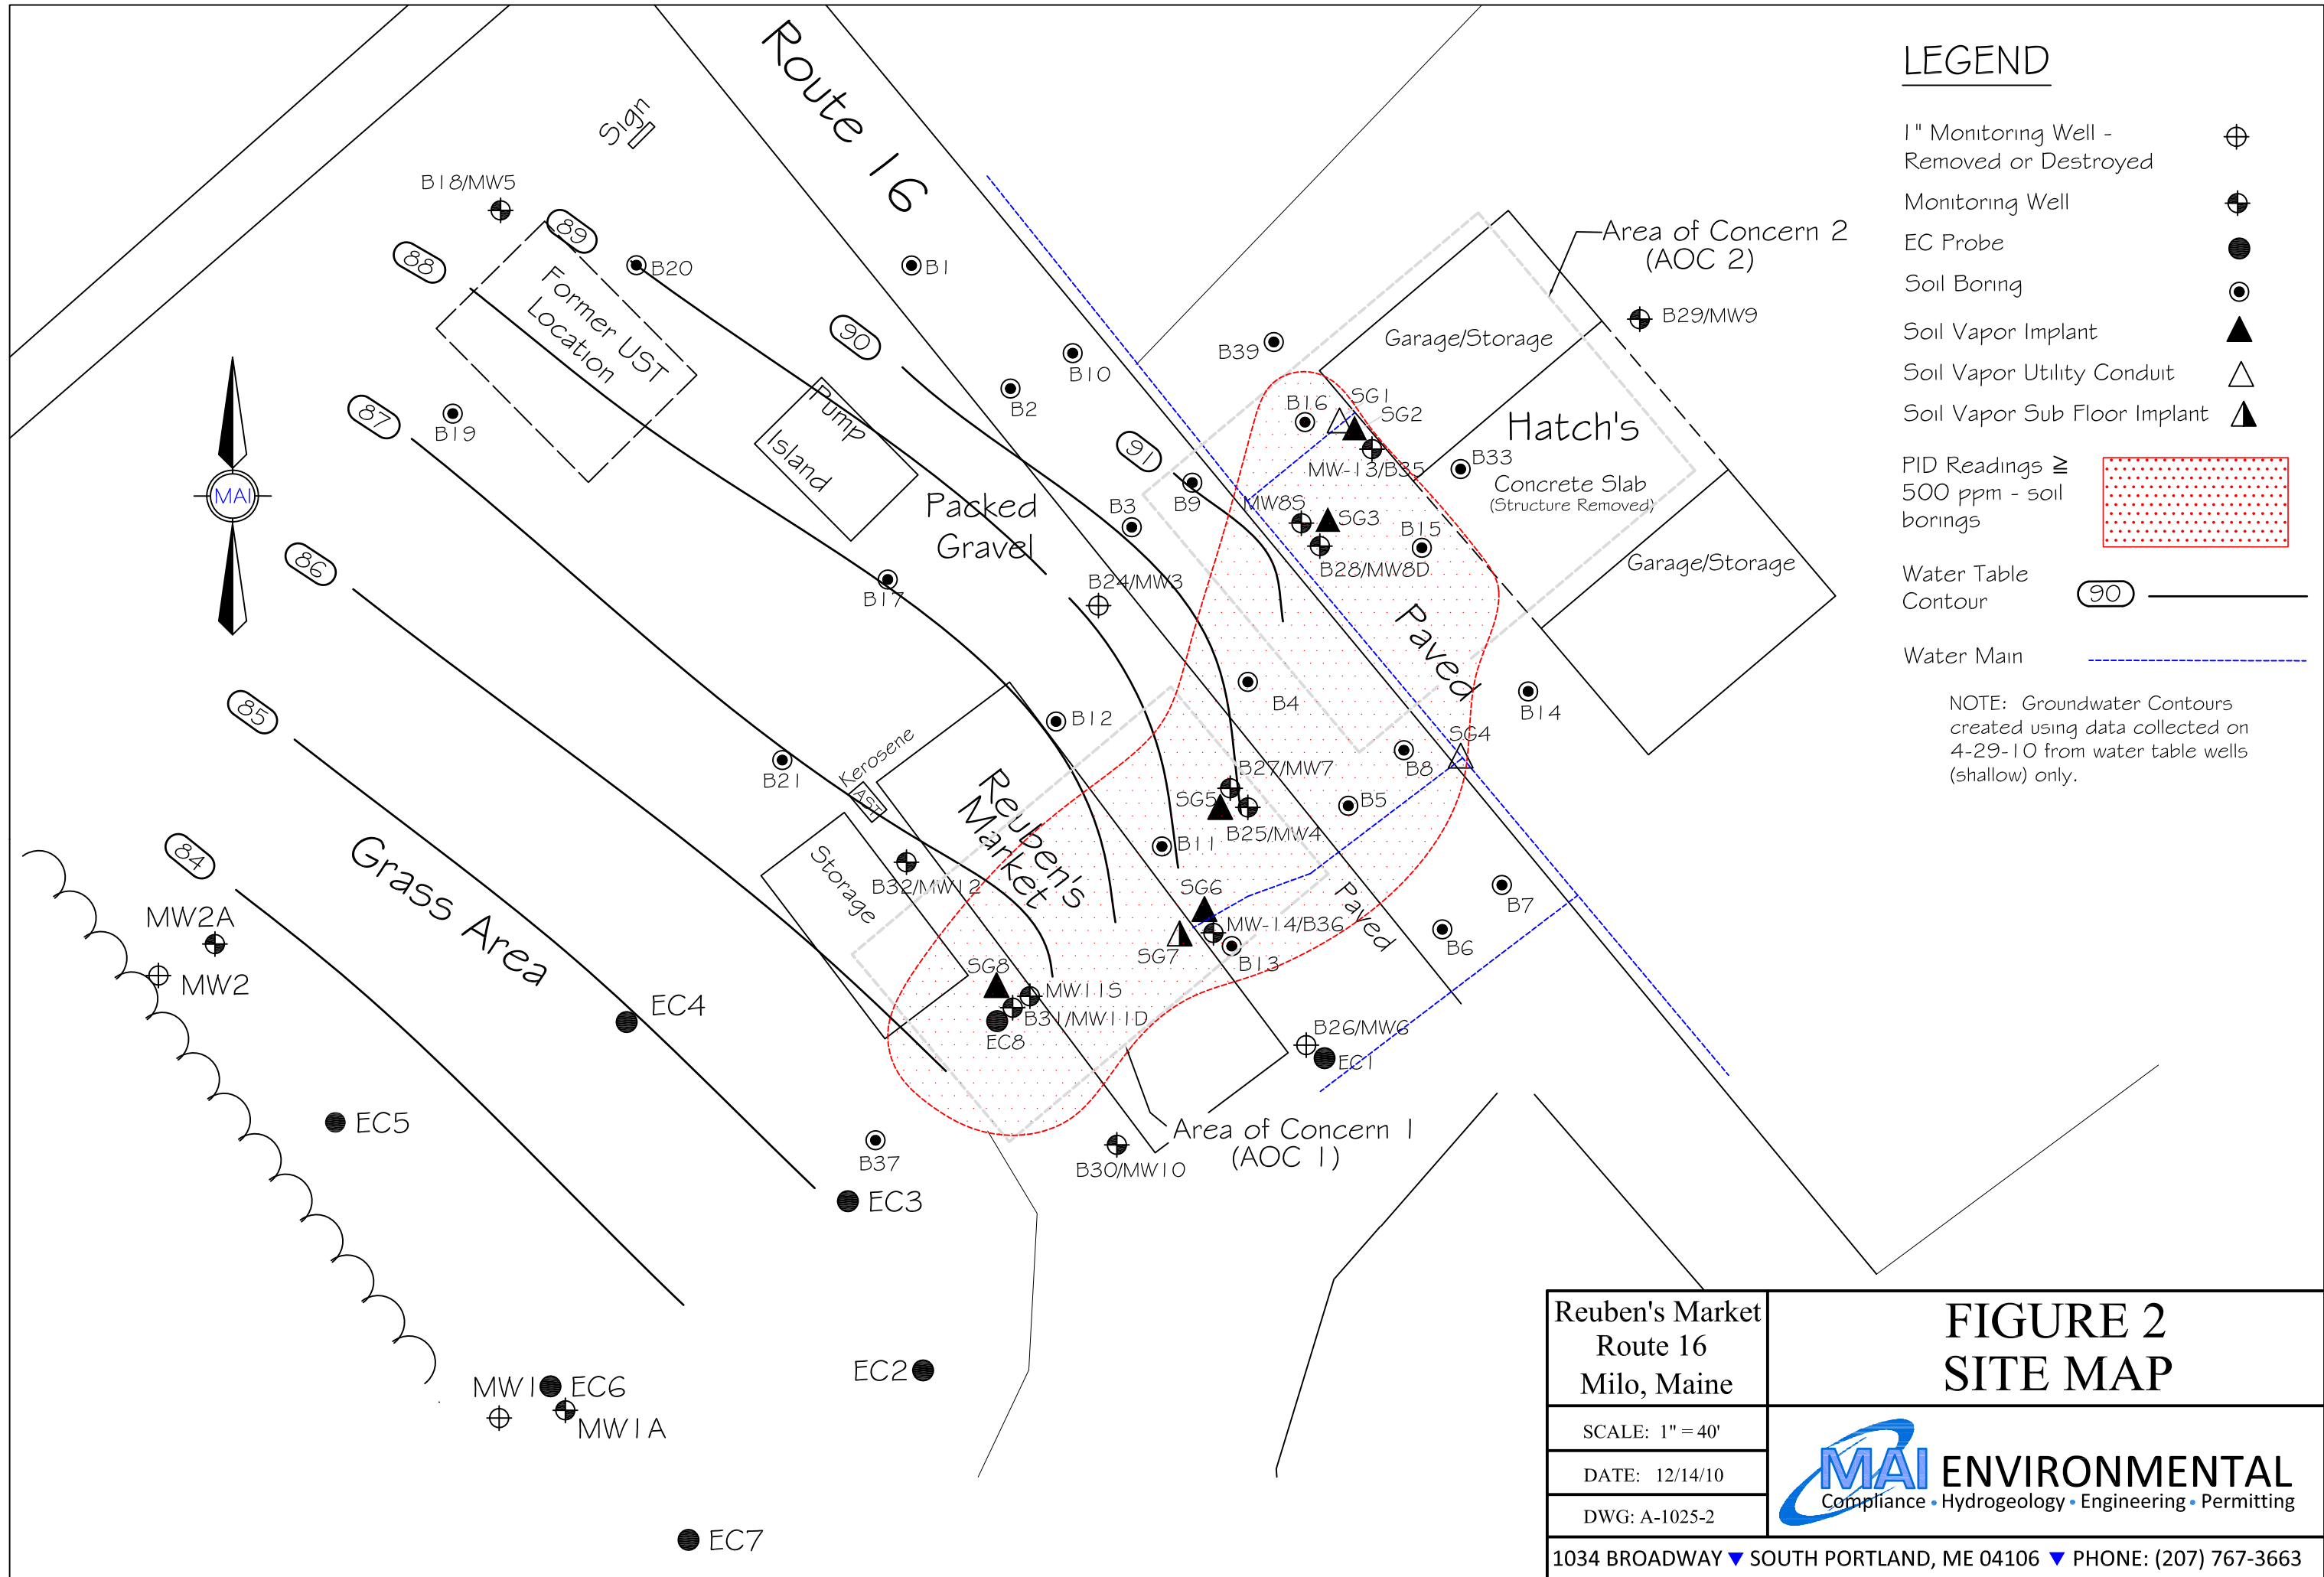 Route 16
Sign
B18/MW5
89
88
B20
B1
Former UST
Location
90
B10
B39
Area of Concern 2
(AOC 2)
B29/MW9
Garage/Storage
87
B19
Pump
Island
B2
B16
SG1
SG2
Hatch's
91
MW-13/B35
B33
Concrete Slab
(Structure Removed)
MAI
Packed
Gravel
B3
B9
MW8S
SG3
B15
B28/MW8D
Garage/Storage
86
B17
B24/MW3
Paved
85
B12
B4
B14
SG4
Kerosene
AST
B21
B27/MW7
B8
Reuben's
Market
SG5
B5
B25/MW4
84
Grass Area
Storage
B32/MW12
B11
SG6
Paved
B7
MW2A
MW-14/B36
B6
SG7
B13
MW2
SG8
MW11S
B31/MW11D
EC4
EC8
B26/MW6
EC1
EC5
Area of Concern 1
(AOC 1)
B37
B30/MW10
EC3
EC2
MW1
EC6
MW1A
EC7
LEGEND
1" Monitoring Well -
Removed or Destroyed
Monitoring Well
EC Probe
Soil Boring
Soil Vapor Implant
Soil Vapor Utility Conduit
Soil Vapor Sub Floor Implant
PID Readings ≧
500 ppm - soil
borings
Water Table
Contour
90
Water Main
NOTE: Groundwater Contours
created using data collected on
4-29-10 from water table wells
(shallow) only.
Reuben's Market
Route 16
Milo, Maine
FIGURE 2
SITE MAP
SCALE: 1" = 40'
DATE: 12/14/10
DWG: A-1025-2
MAI ENVIRONMENTAL
Compliance • Hydrogeology • Engineering • Permitting
1034 BROADWAY ▼ SOUTH PORTLAND, ME 04106 ▼ PHONE: (207) 767-3663